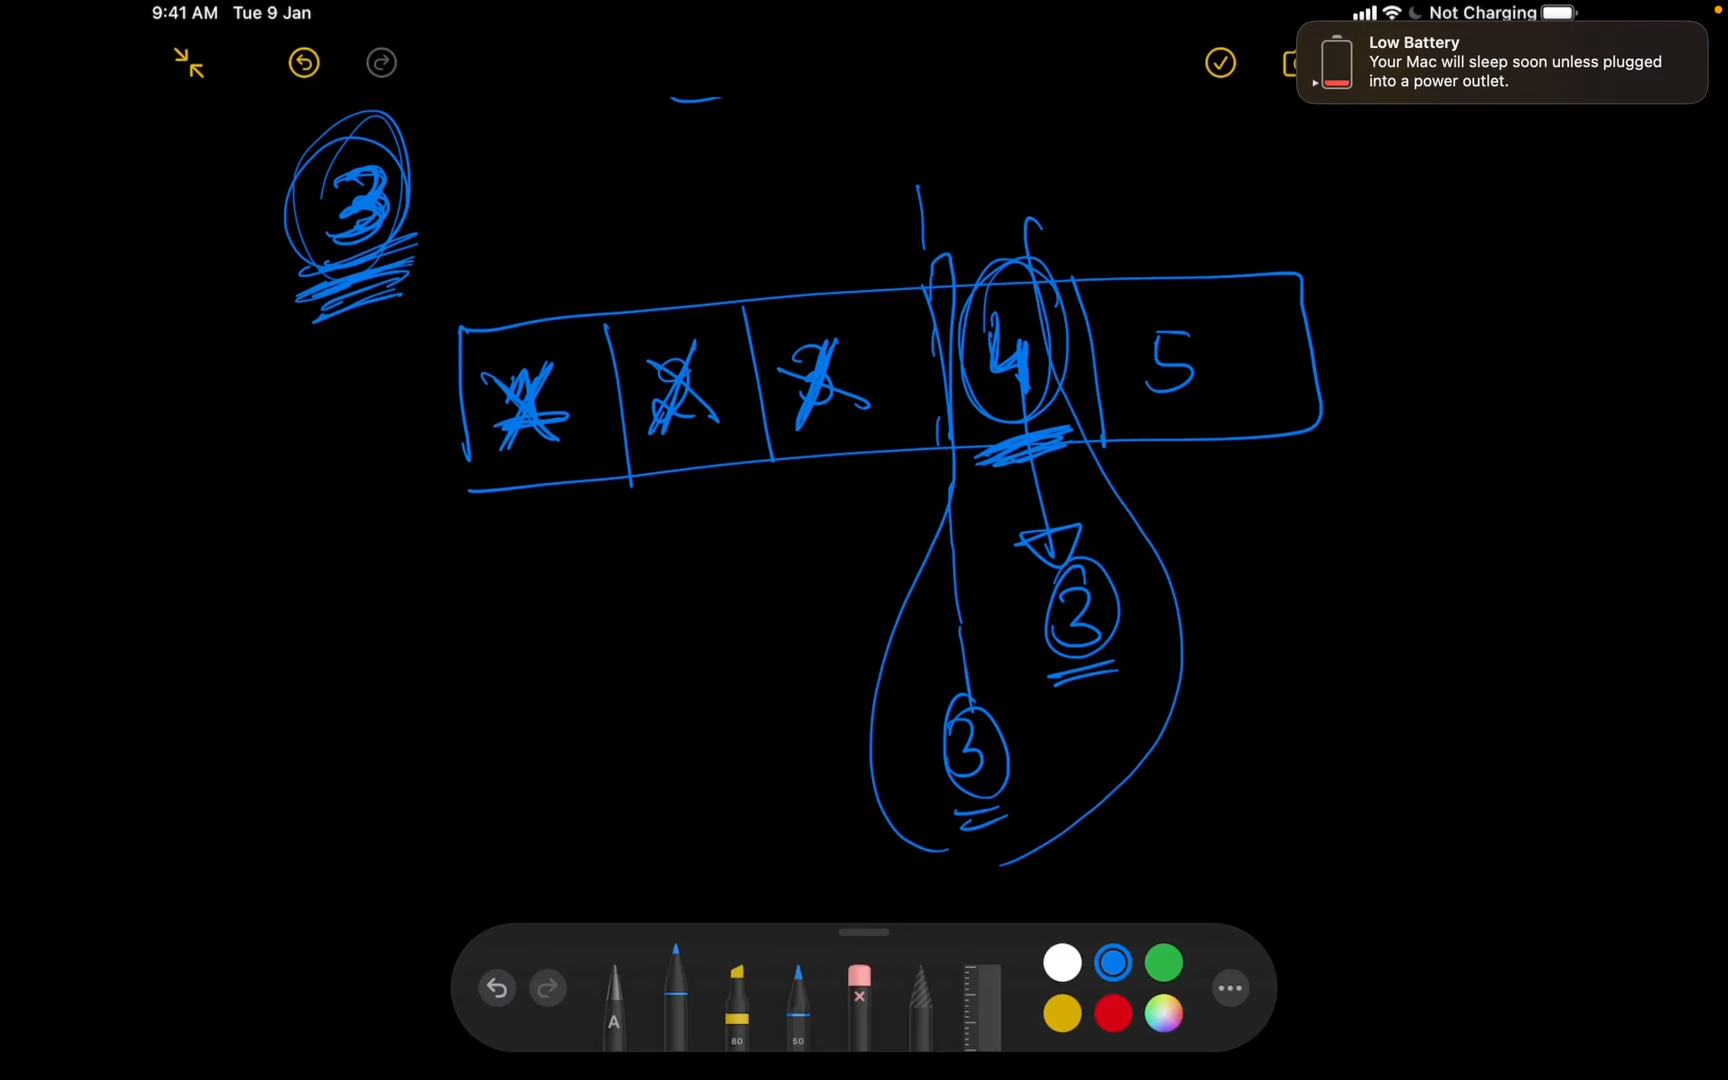 9:41 AM Tue 9 Jan
Not Charging
Low Battery
Your Mac will sleep soon unless plugged
into a power outlet.
3
4 5
3
3
A
80
50